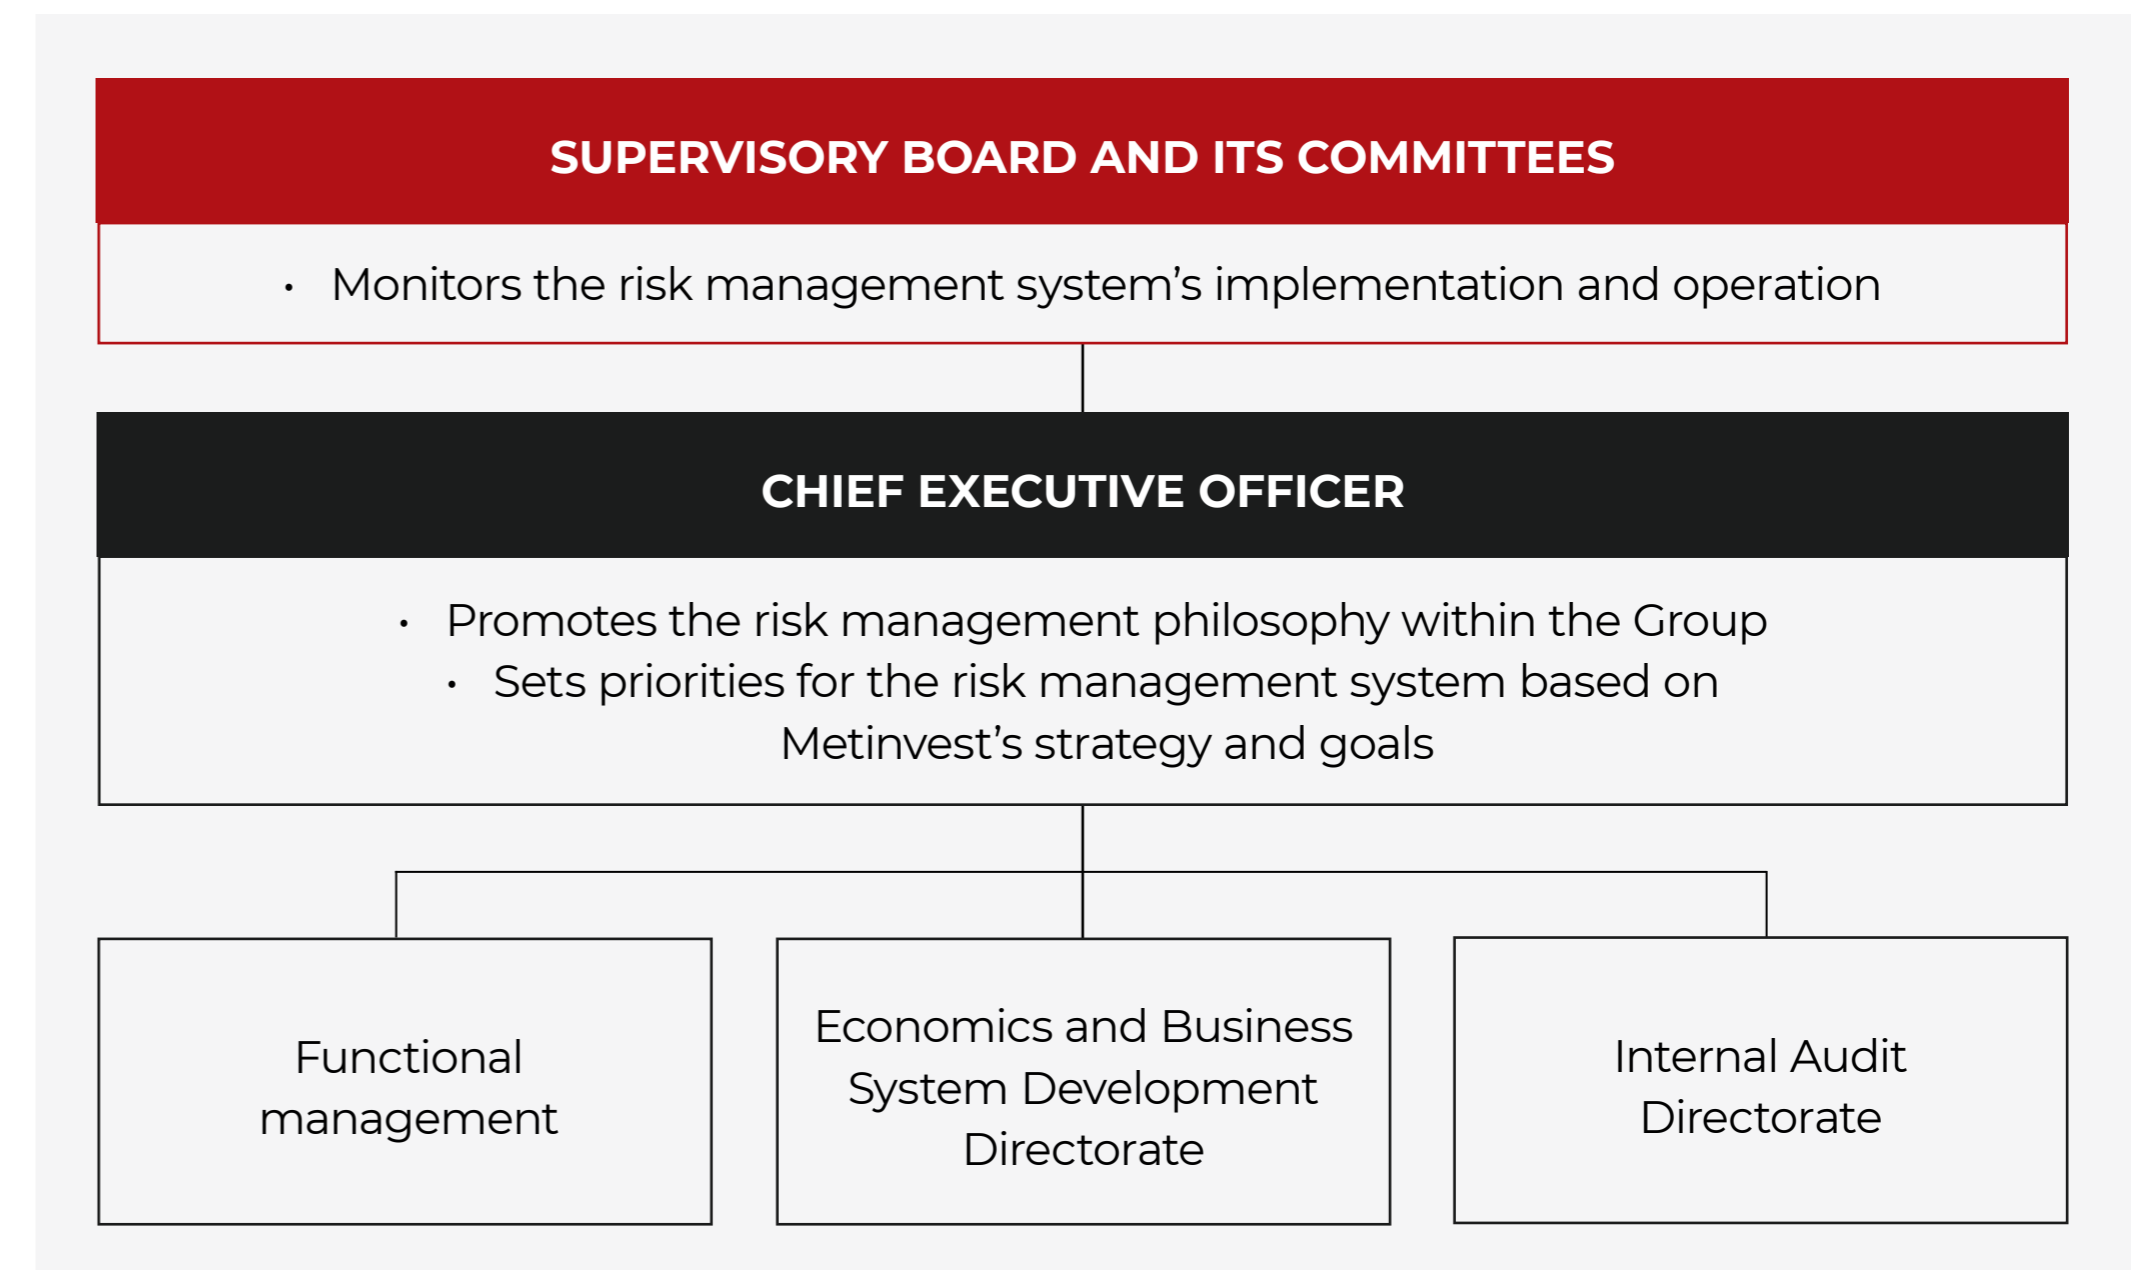 SUPERVISORY BOARD AND ITS COMMITTEES
• Monitors the risk management system’s implementation and operation
CHIEF EXECUTIVE OFFICER
• Promotes the risk management philosophy within the Group
• Sets priorities for the risk management system based on
Metinvest’s strategy and goals
Functional
management
Economics and Business
System Development
Directorate
Internal Audit
Directorate